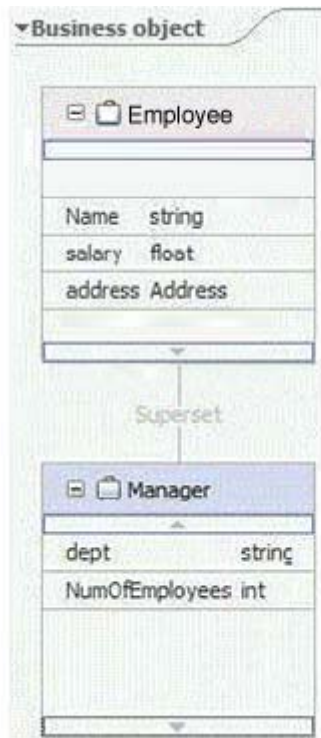 Business object
Employee
Name string
salary float
address Address
Superset
Manager
dept string
NumOfEmployees int